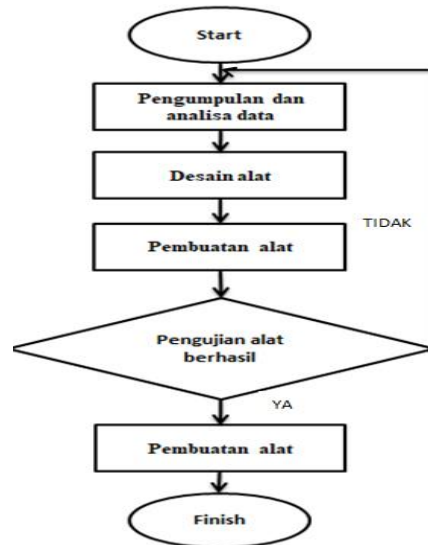 Start
Pengumpulan dan
analisa data
Desain alat
TIDAK
Pembuatan alat
Pengujian alat
berhasil
YA
Pembuatan alat
Finish